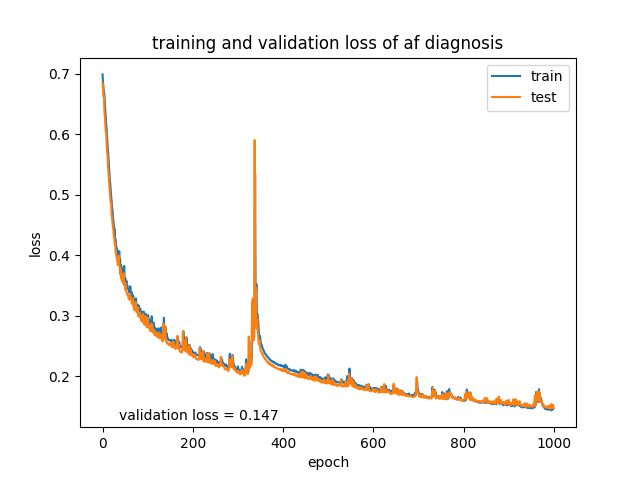 training and validation loss of af diagnosis
train
test
0.7
0.6
0.5
0.4
0.3
0.2
loss
validation loss = 0.147
0
200
400
600
800
1000
epoch